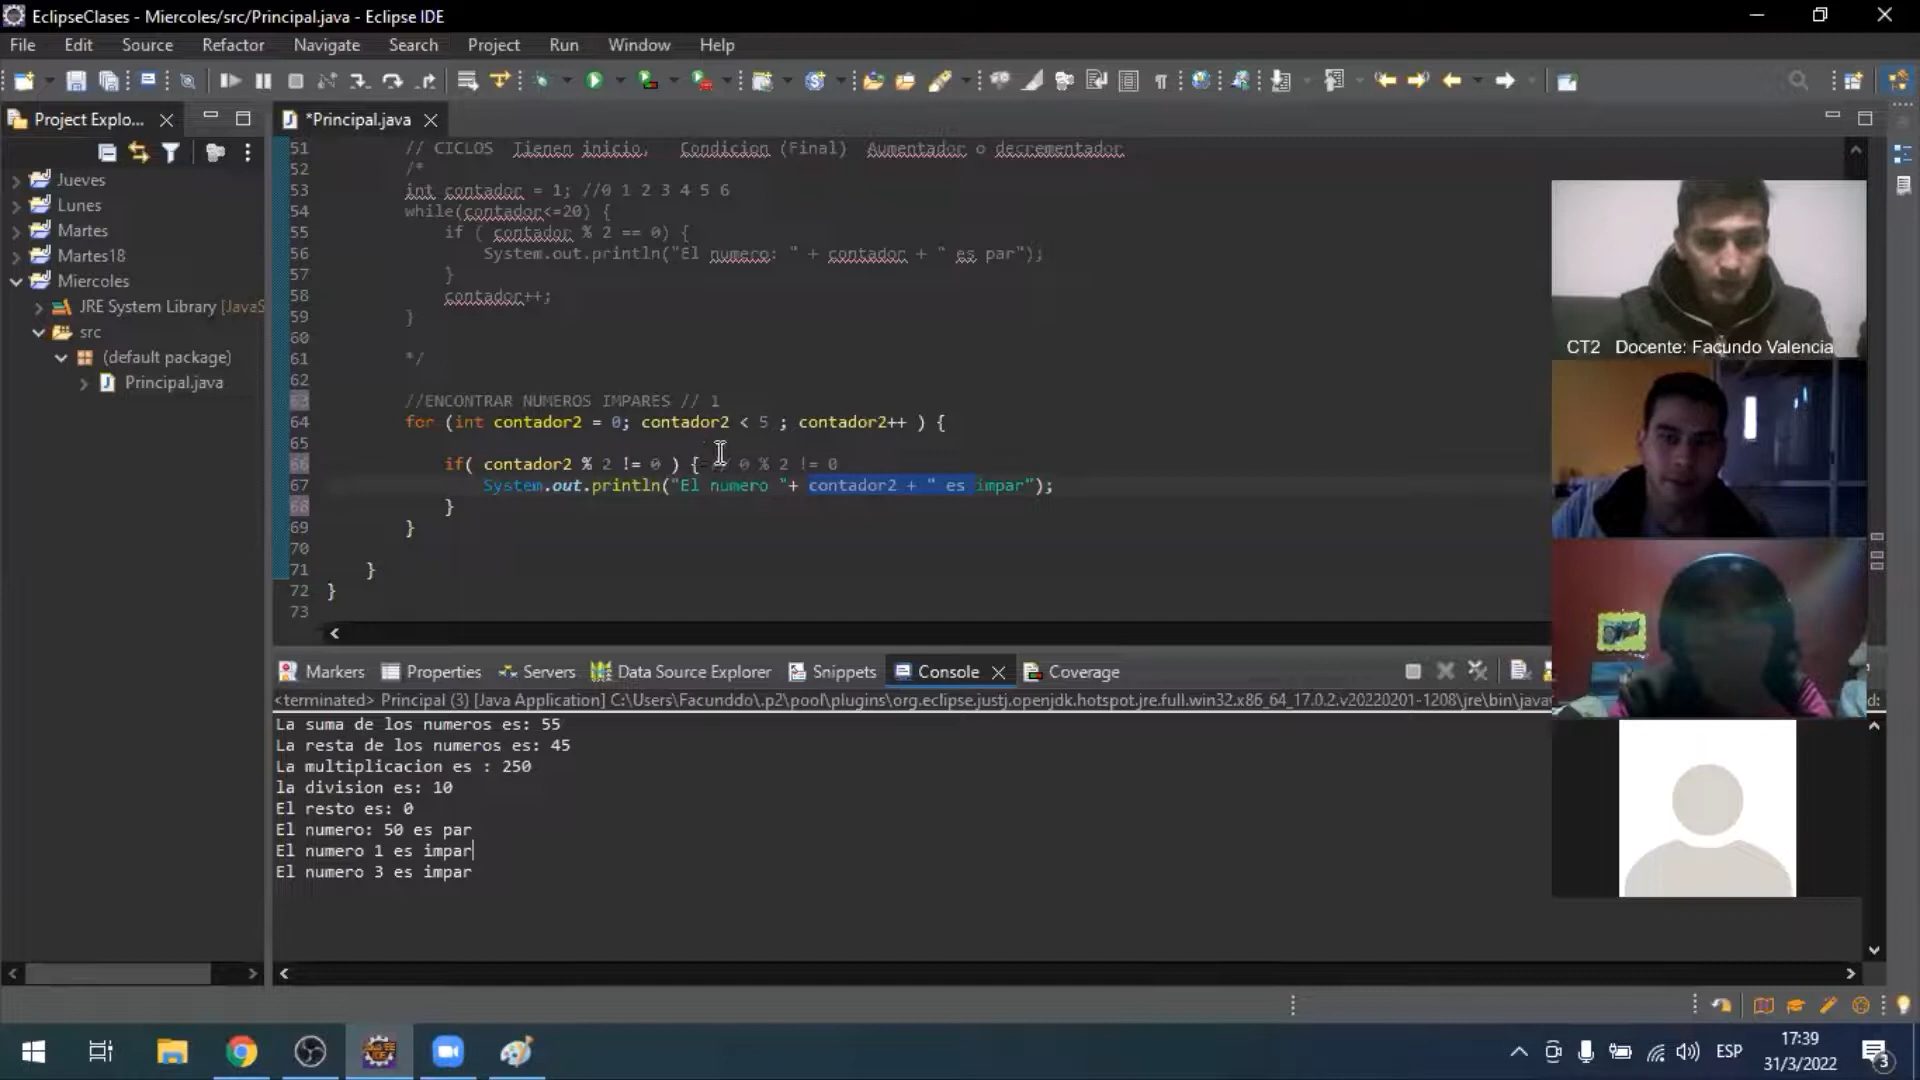 EclipseClases - Miercoles/src/Principal.java - Eclipse IDE
File Edit Source Refactor Navigate Search Project Run Window Help
Project Explo...
*Principal.java
Jueves
Lunes
Martes
Martes18
Miercoles
JRE System Library [JavaS
src
(default package)
Principal.java
51 // CICLOS Tienen inicio, Condicion (Final) Aumentador o decrementador
52 /*
53 int contador = 1; //0 1 2 3 4 5 6
54 while(contador<=20) {
55 if ( contador % 2 == 0) {
56 System.out.println("El numero: " + contador + " es par");
57 }
58 contador++;
59 }
60
61 */
62
63 //ENCONTRAR NUMEROS IMPARES // 1
64 for (int contador2 = 0; contador2 < 5 ; contador2++ ) {
65
66 if( contador2 % 2 != 0 ) { // 0 % 2 != 0
67 System.out.println("El numero "+ contador2 + " es impar");
68 }
69 }
70
71 }
72 }
73
CT2 Docente: Facundo Valencia
Markers Properties Servers Data Source Explorer Snippets Console Coverage
<terminated> Principal (3) [Java Application] C:\Users\Facunddo\.p2\pool\plugins\org.eclipse.justj.openjdk.hotspot.jre.full.win32.x86_64_17.0.2.v20220201-1208\jre\bin\javaw d:
La suma de los numeros es: 55
La resta de los numeros es: 45
La multiplicacion es : 250
la division es: 10
El resto es: 0
El numero: 50 es par
El numero 1 es impar
El numero 3 es impar
ESP
17:39
31/3/2022
3